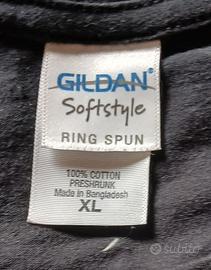 GILDAN®
Softstyle
RING SPUN
100% COTTON
PRESHRUNK
Made in Bangladesh
XL
subito